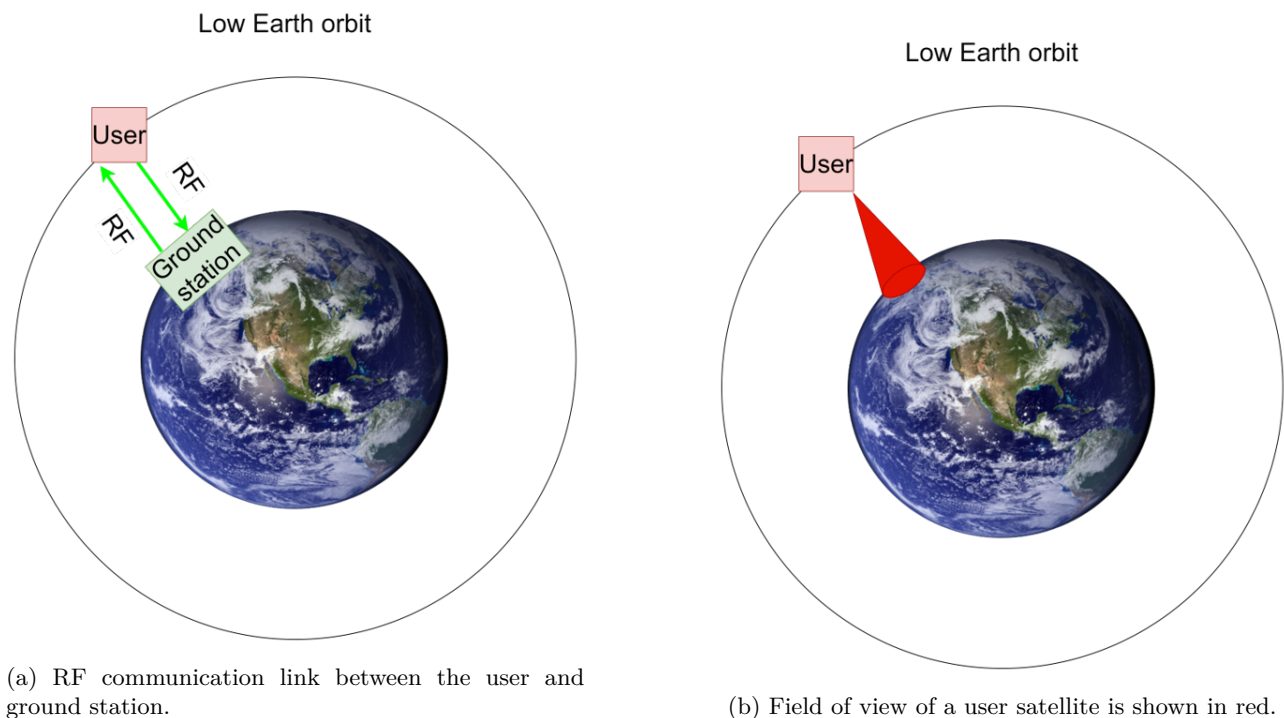 Low Earth orbit
User
RF
RF
Ground
station
(a) RF communication link between the user and
ground station.
Low Earth orbit
User
(b) Field of view of a user satellite is shown in red.